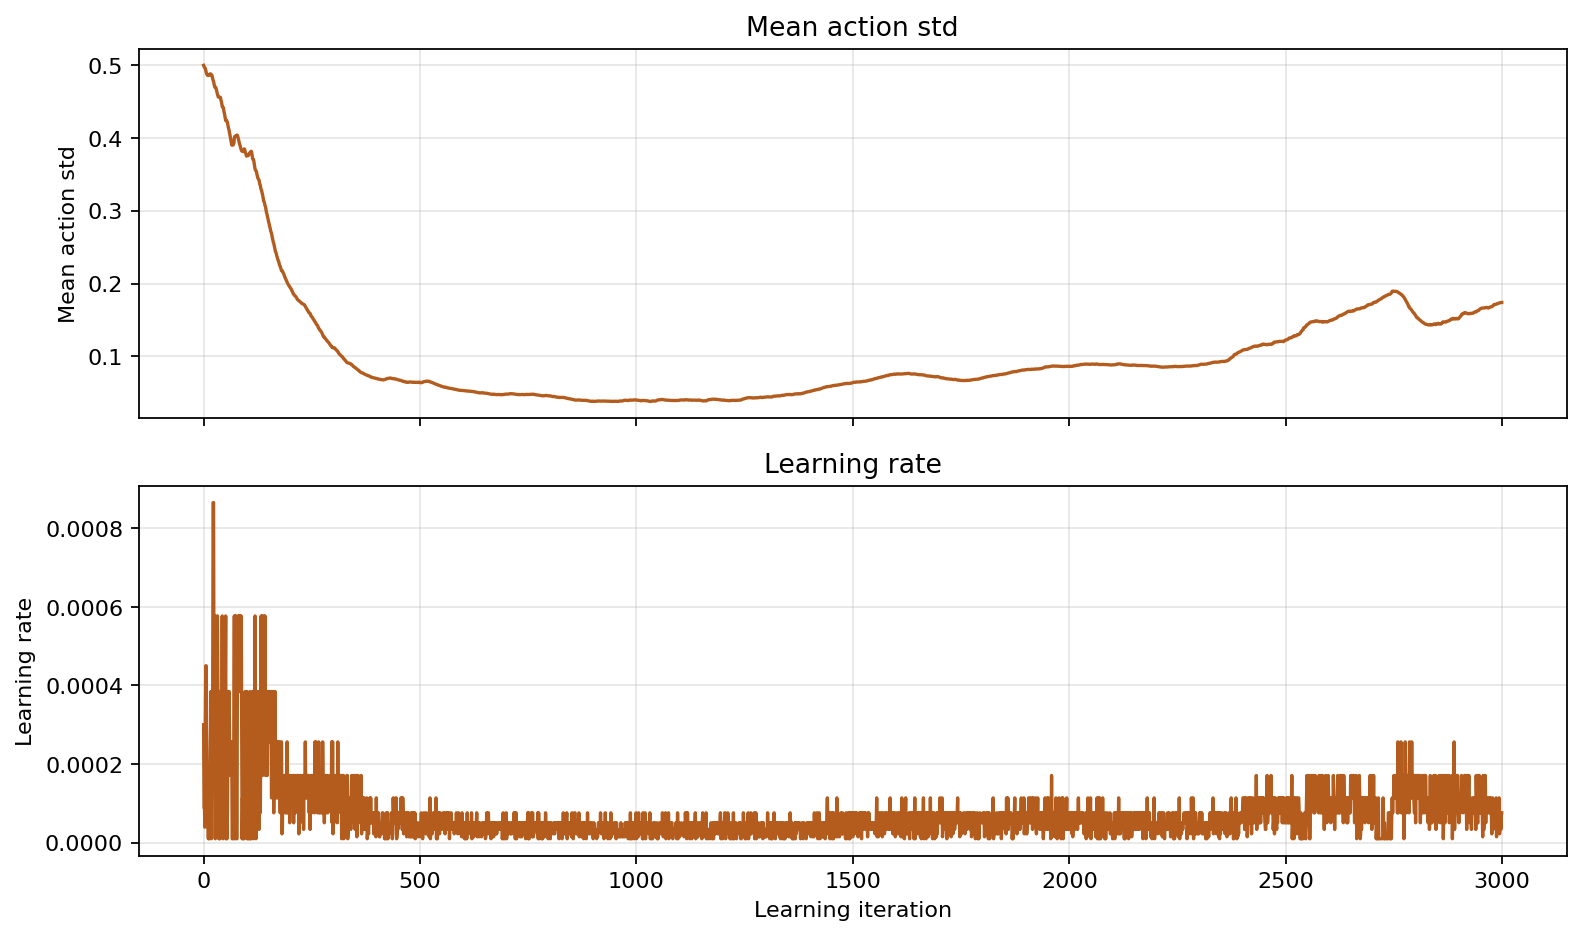 Mean action std
0.5
0.4
0.3
0.2
0.1
Mean action std
Learning rate
0.0008
0.0006
0.0004
0.0002
0.0000
Learning rate
0 500 1000 1500 2000 2500 3000
Learning iteration